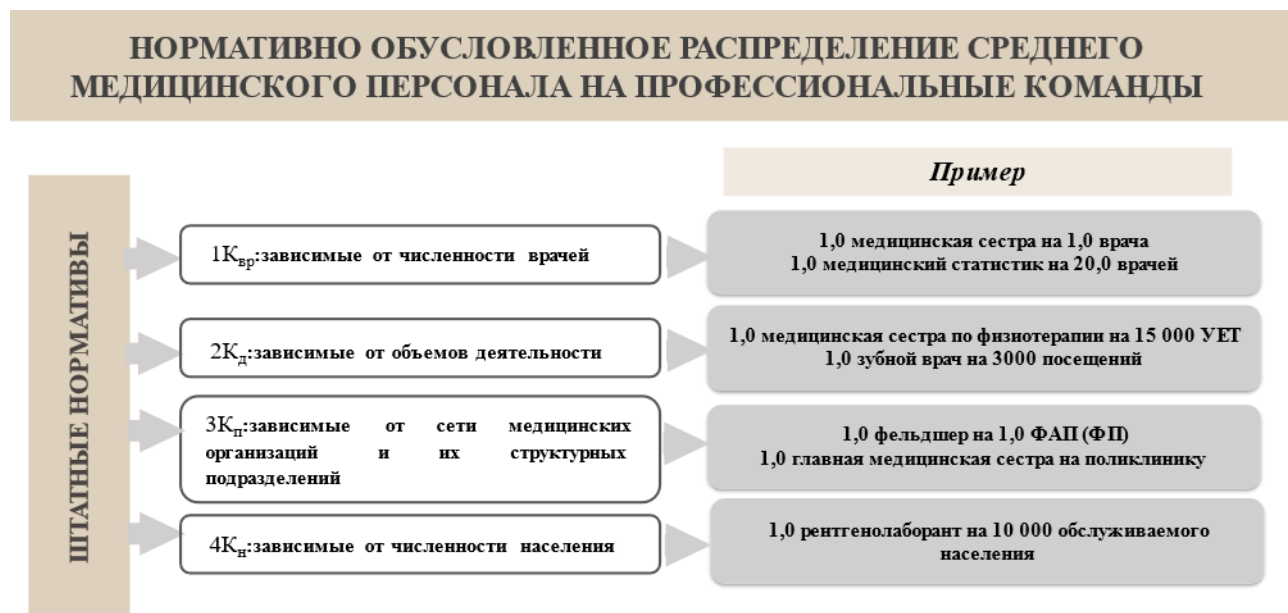 НОРМАТИВНО ОБУСЛОВЛЕННОЕ РАСПРЕДЕЛЕНИЕ СРЕДНЕГО
МЕДИЦИНСКОГО ПЕРСОНАЛА НА ПРОФЕССИОНАЛЬНЫЕ КОМАНДЫ
Пример
ШТАТНЫЕ НОРМАТИВЫ
1Квр:зависимые от численности врачей
1,0 медицинская сестра на 1,0 врача
1,0 медицинский статистик на 20,0 врачей
2Кд:зависимые от объемов деятельности
1,0 медицинская сестра по физиотерапии на 15 000 УЕТ
1,0 зубной врач на 3000 посещений
3Кп:зависимые от сети медицинских
организаций и их структурных
подразделений
1,0 фельдшер на 1,0 ФАП (ФП)
1,0 главная медицинская сестра на поликлинику
4Кн:зависимые от численности населения
1,0 рентгенолаборант на 10 000 обслуживаемого
населения